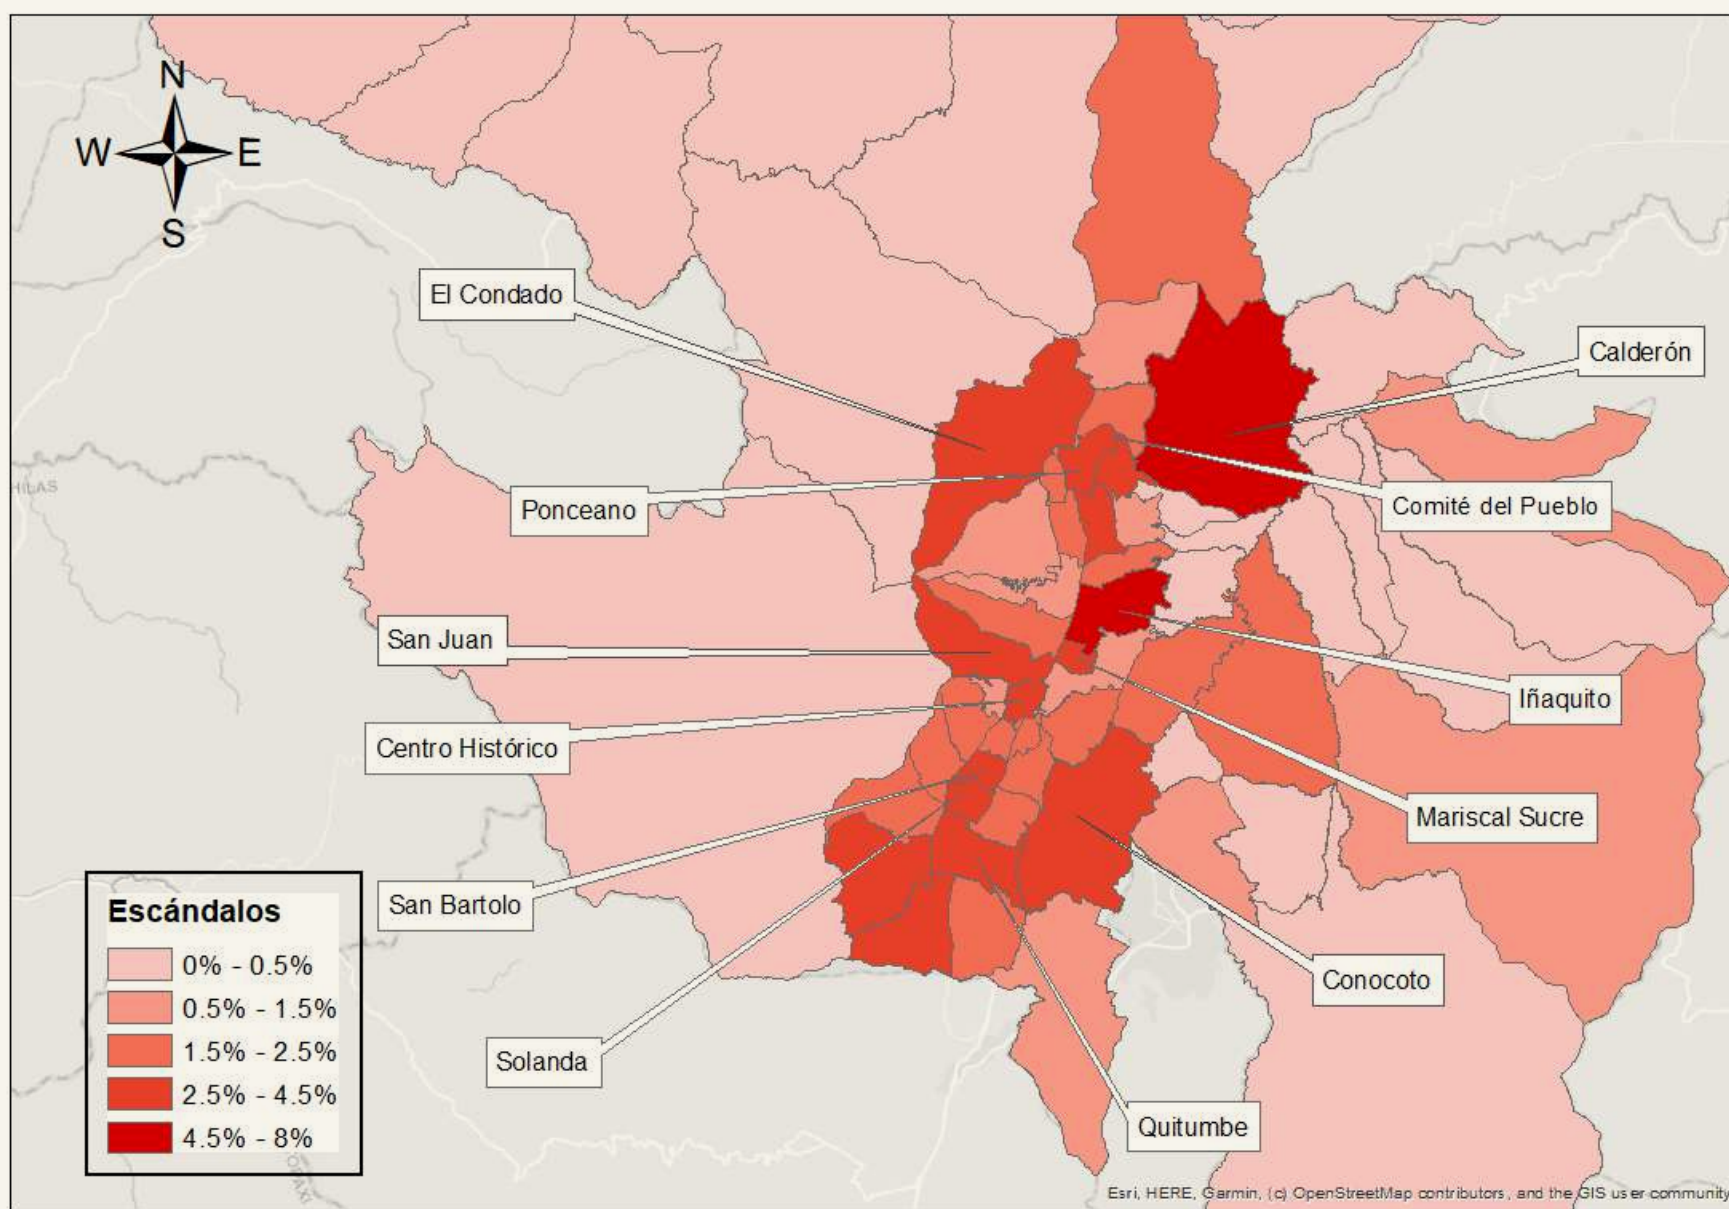 N
W E
S
El Condado
Calderón
HILAS
Ponceano
Comité del Pueblo
San Juan
Iñaquito
Centro Histórico
Mariscal Sucre
San Bartolo
Conocoto
Solanda
Quitumbe
Escándalos
0% - 0.5%
0.5% - 1.5%
1.5% - 2.5%
2.5% - 4.5%
4.5% - 8%
OPAXI
Esri, HERE, Garmin, (c) OpenStreetMap contributors, and the GIS user community